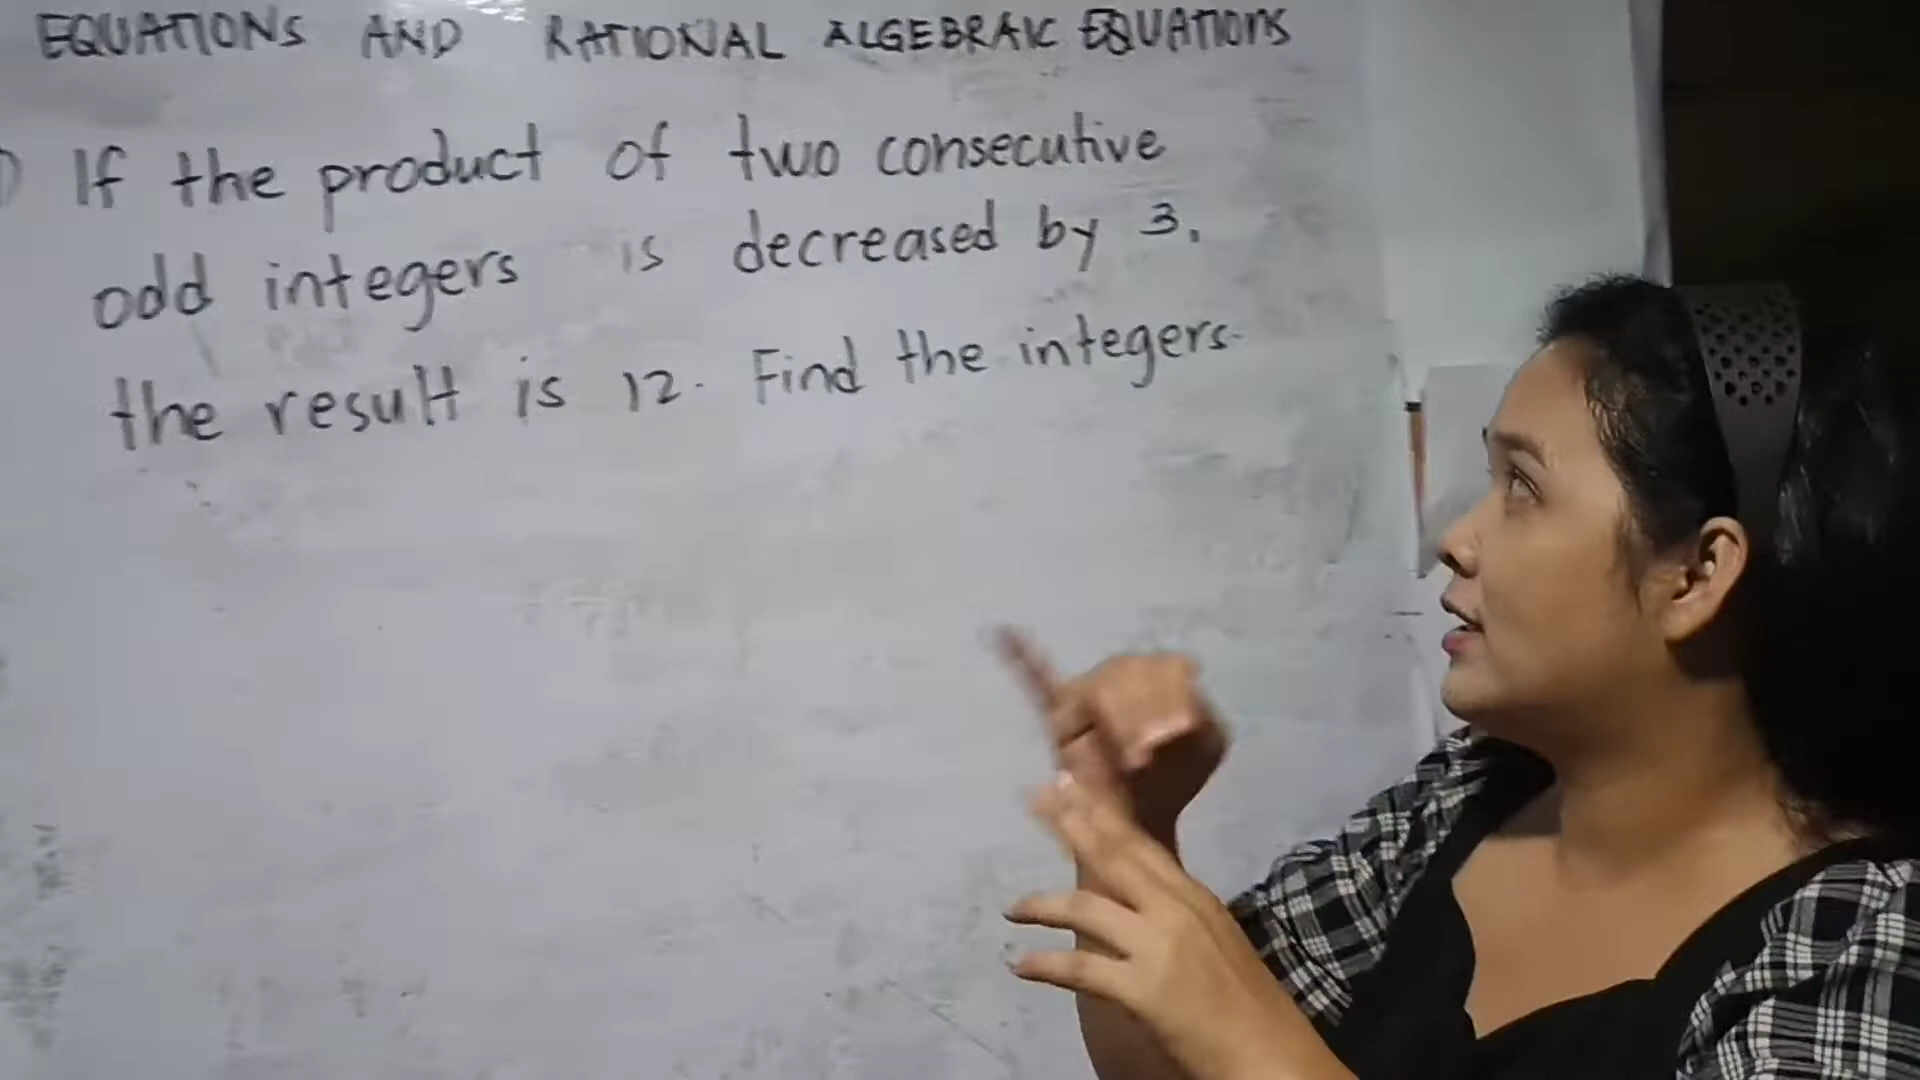 EQUATIONS AND RATIONAL ALGEBRAIC EQUATIONS
If the product of two consecutive
odd integers is decreased by 3,
the result is 12. Find the integers.